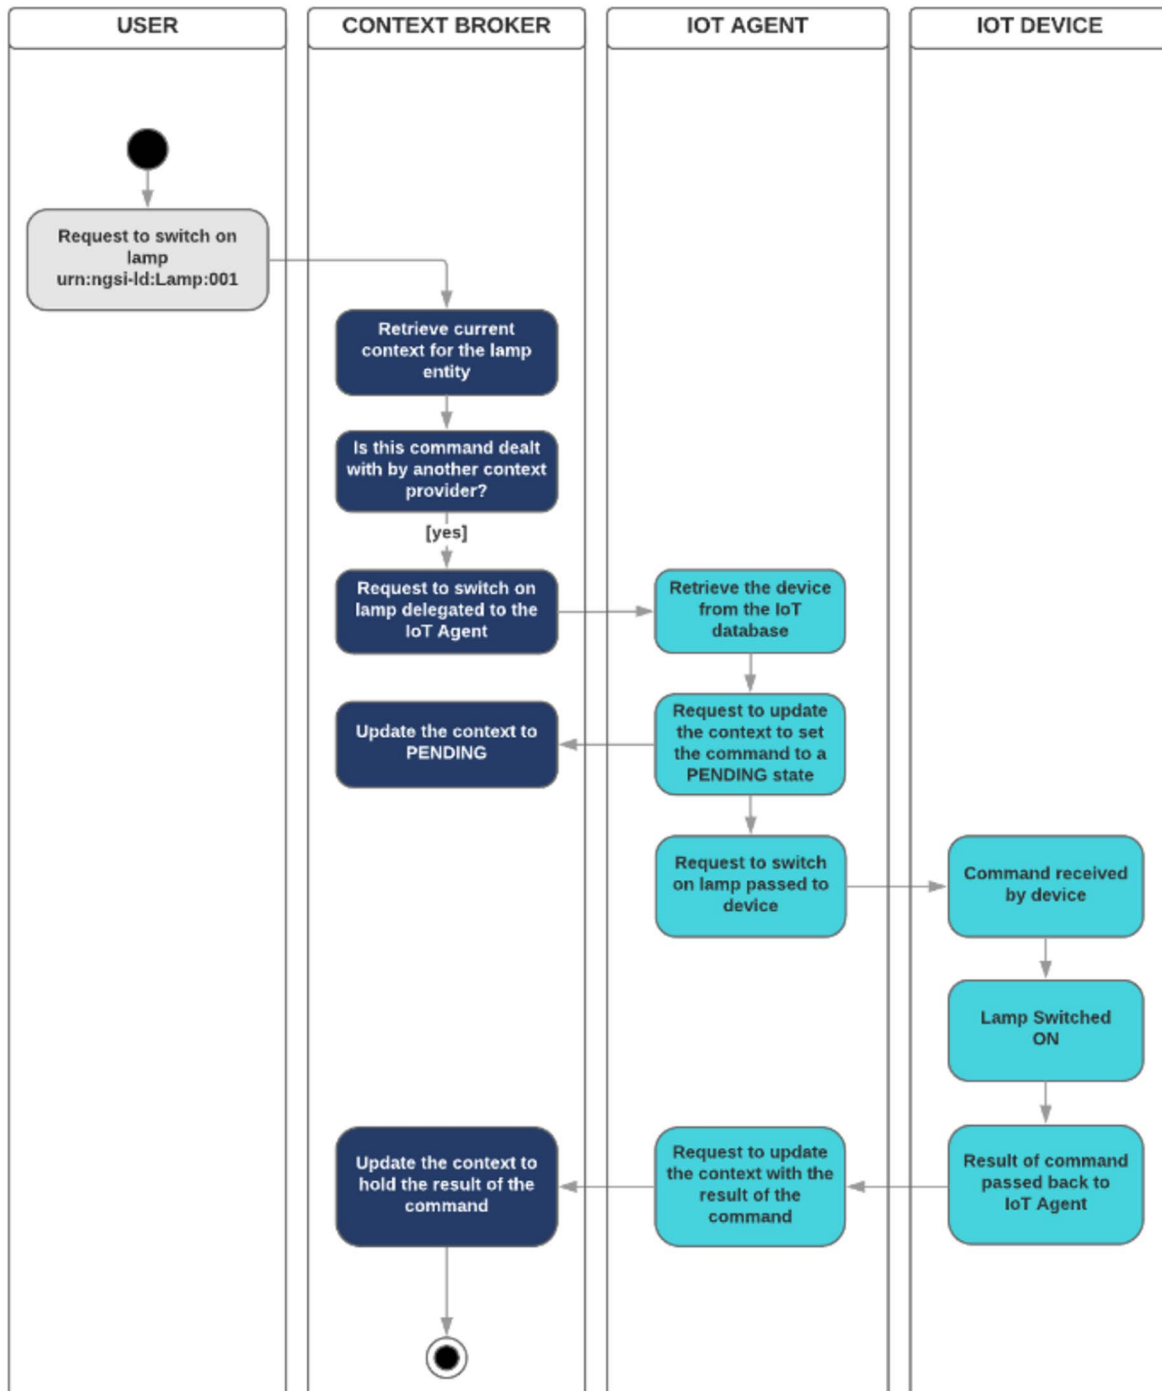 USER
CONTEXT BROKER
IOT AGENT
IOT DEVICE
Request to switch on
lamp
urn:ngsi-ld:Lamp:001
Retrieve current
context for the lamp
entity
Is this command dealt
with by another context
provider?
[yes]
Request to switch on
lamp delegated to the
IoT Agent
Retrieve the device
from the IoT
database
Request to update
the context to set
the command to a
PENDING state
Update the context to
PENDING
Request to switch
on lamp passed to
device
Command received
by device
Lamp Switched
ON
Result of command
passed back to
IoT Agent
Request to update
the context with the
result of the
command
Update the context to
hold the result of the
command